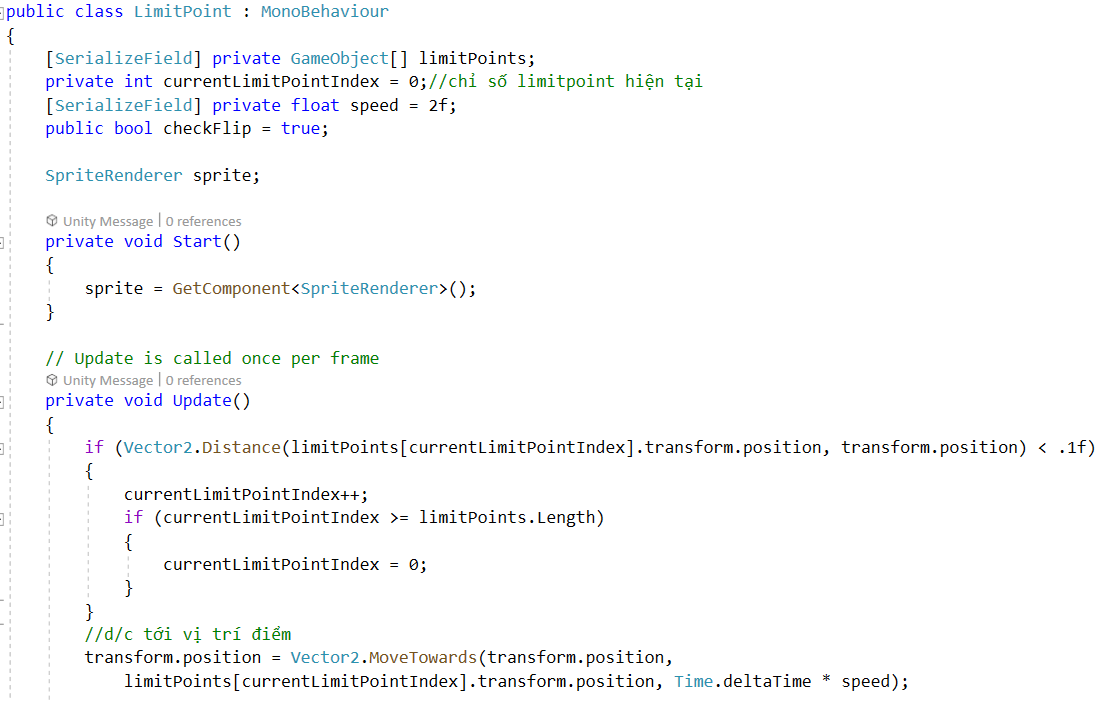 public class LimitPoint : MonoBehaviour
{
    [SerializeField] private GameObject[] limitPoints;
    private int currentLimitPointIndex = 0;//chỉ số limitpoint hiện tại
    [SerializeField] private float speed = 2f;
    public bool checkFlip = true;

    SpriteRenderer sprite;

    Unity Message | 0 references
    private void Start()
    {
        sprite = GetComponent<SpriteRenderer>();
    }

    // Update is called once per frame
    Unity Message | 0 references
    private void Update()
    {
        if (Vector2.Distance(limitPoints[currentLimitPointIndex].transform.position, transform.position) < .1f)
        {
            currentLimitPointIndex++;
            if (currentLimitPointIndex >= limitPoints.Length)
            {
                currentLimitPointIndex = 0;
            }
        }
        //d/c tới vị trí điểm
        transform.position = Vector2.MoveTowards(transform.position,
            limitPoints[currentLimitPointIndex].transform.position, Time.deltaTime * speed);